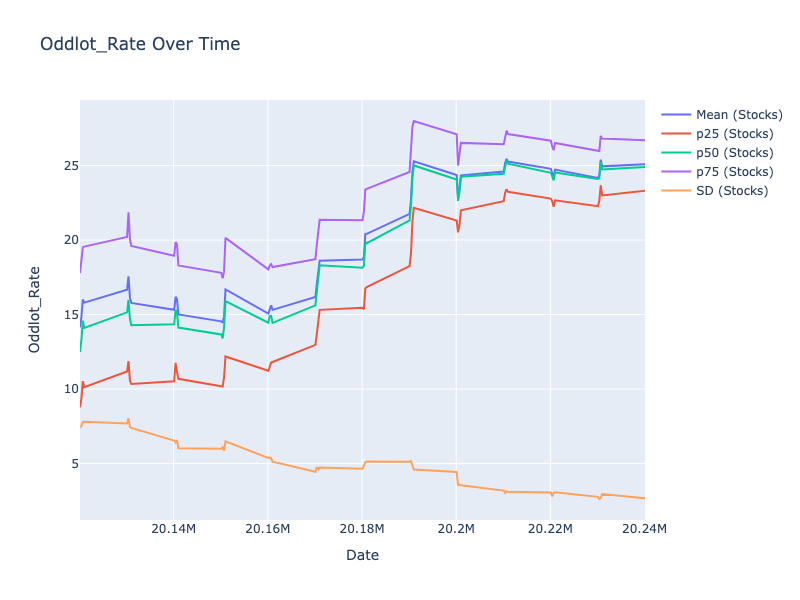 Oddlot_Rate Over Time
Mean (Stocks)
p25 (Stocks)
p50 (Stocks)
p75 (Stocks)
SD (Stocks)
Oddlot_Rate
25
20
15
10
5
20.14M
20.16M
20.18M
20.2M
20.22M
20.24M
Date